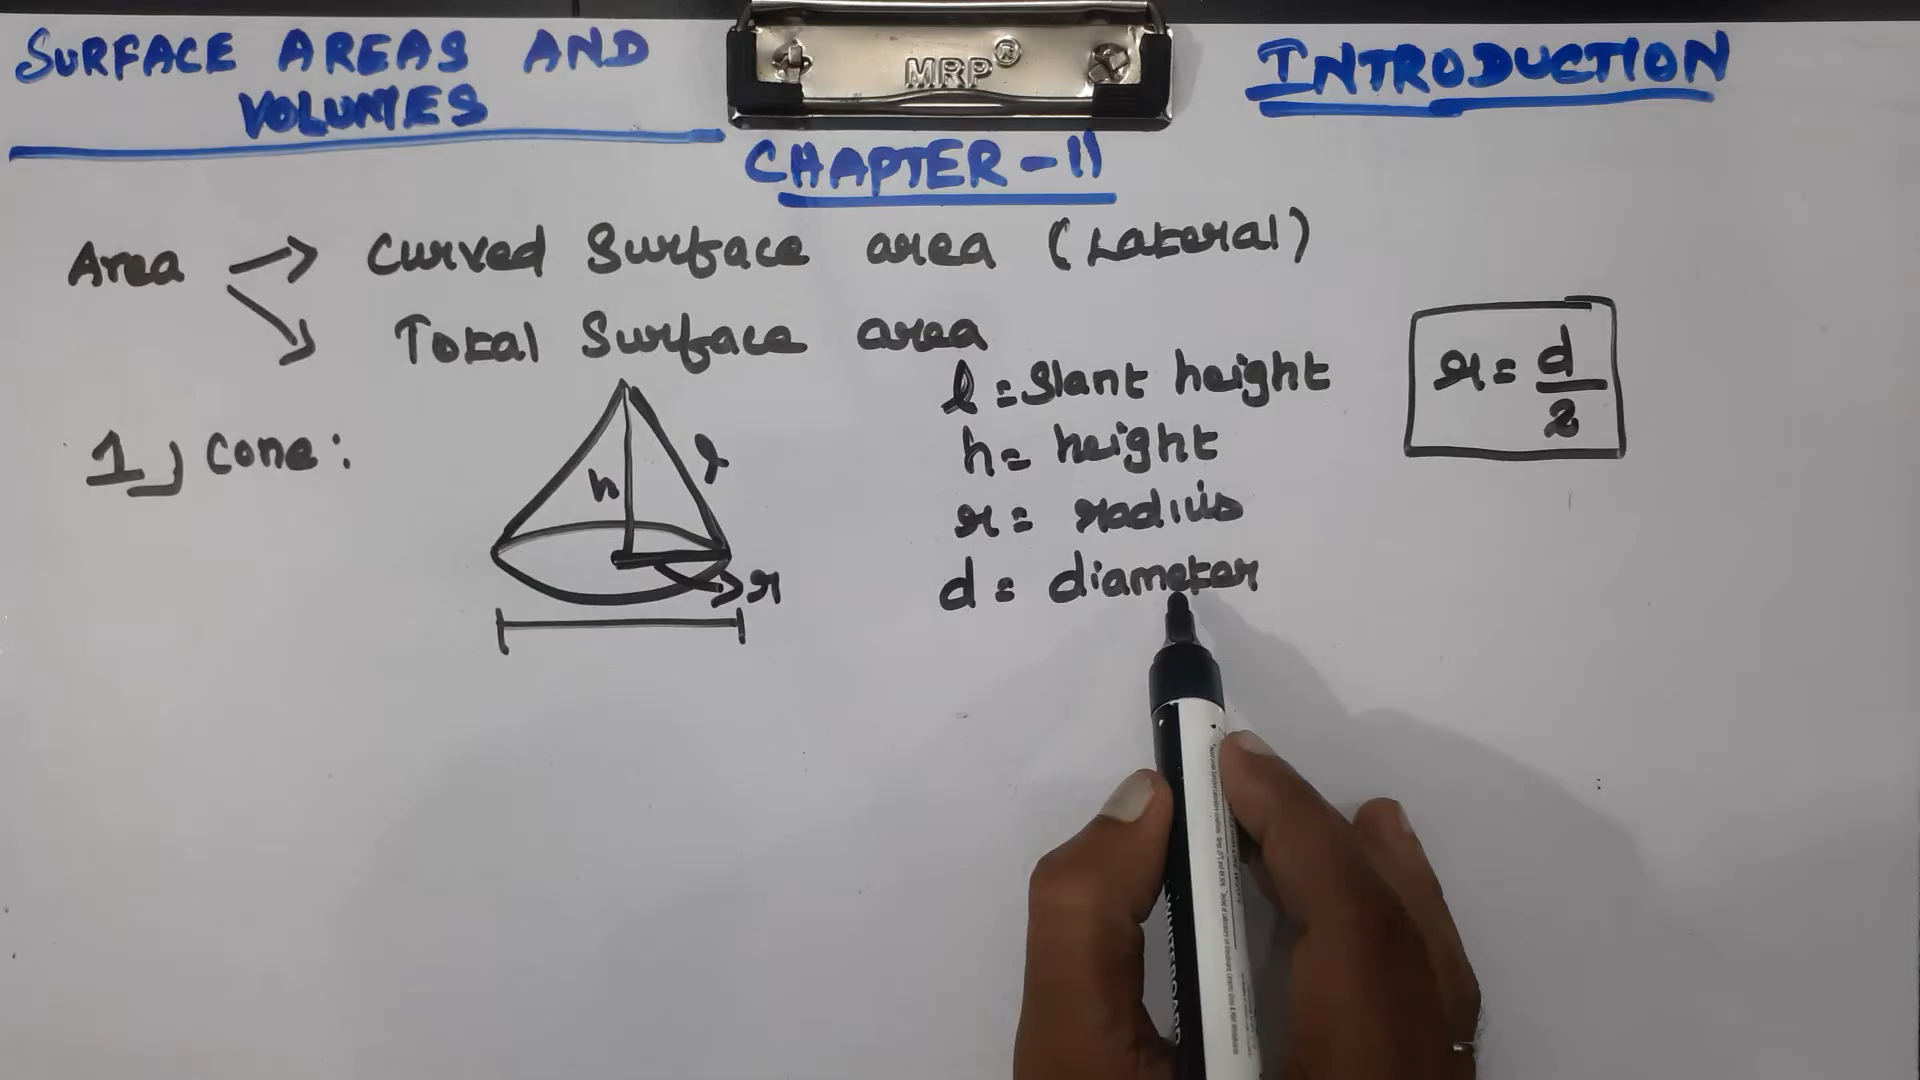 SURFACE AREAS AND
VOLUMES
MRP®
INTRODUCTION
CHAPTER-11
Area → Curved Surface area (Lateral)
↘ Total Surface area
1) Cone:
h
l
r
l = Slant height
h = height
r = radius
d = diameter
r = d/2
WHITEBOARD